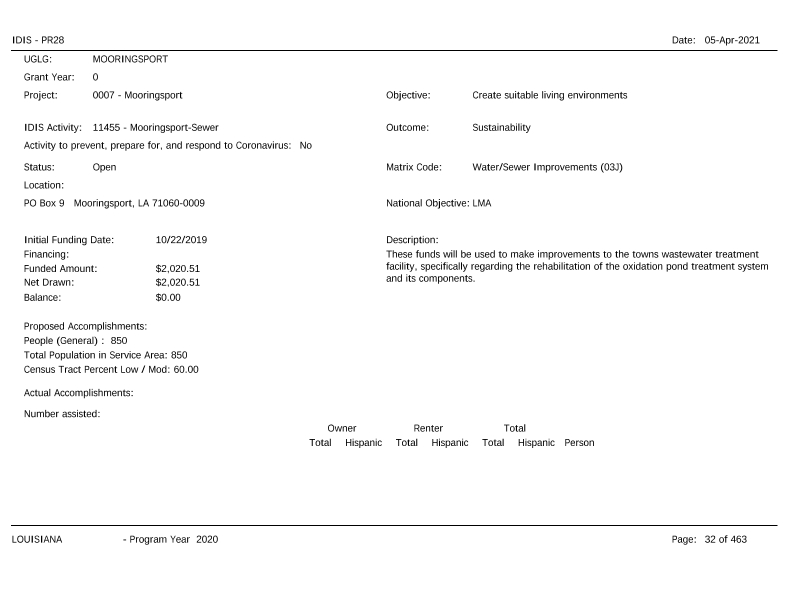 IDIS - PR28 Date: 05-Apr-2021
UGLG: MOORINGSPORT
Grant Year: 0
Project: 0007 - Mooringsport Objective: Create suitable living environments
IDIS Activity: 11455 - Mooringsport-Sewer Outcome: Sustainability
Activity to prevent, prepare for, and respond to Coronavirus: No
Status: Open Matrix Code: Water/Sewer Improvements (03J)
Location:
PO Box 9 Mooringsport, LA 71060-0009 National Objective: LMA
Initial Funding Date: 10/22/2019 Description:
Financing: These funds will be used to make improvements to the towns wastewater treatment
Funded Amount: $2,020.51 facility, specifically regarding the rehabilitation of the oxidation pond treatment system
Net Drawn: $2,020.51 and its components.
Balance: $0.00
Proposed Accomplishments:
People (General) : 850
Total Population in Service Area: 850
Census Tract Percent Low / Mod: 60.00
Actual Accomplishments:
Number assisted:
Owner Renter Total
Total Hispanic Total Hispanic Total Hispanic Person
LOUISIANA - Program Year 2020 Page: 32 of 463